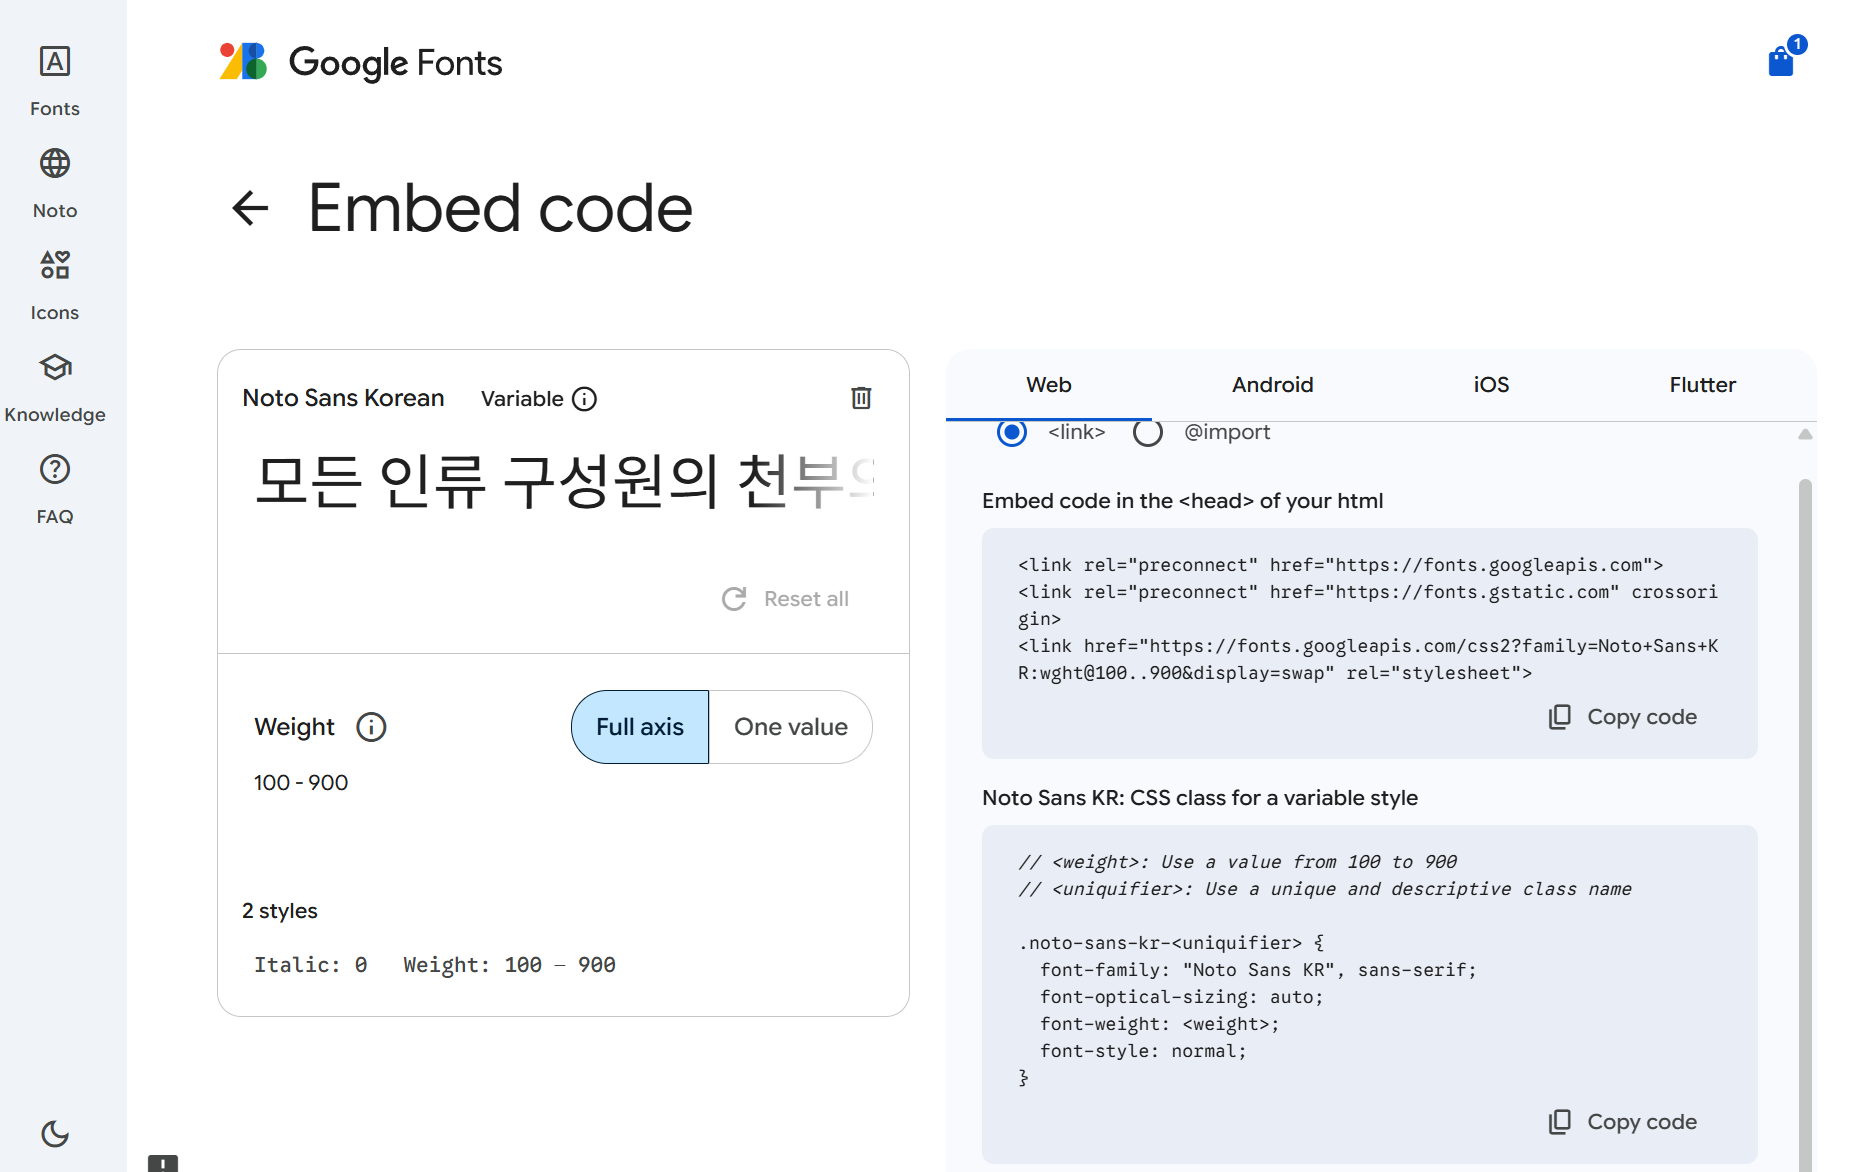 Fonts
Noto
Icons
Knowledge
FAQ
Google Fonts
1
Embed code
Noto Sans Korean Variable
모든 인류 구성원의 천부의
Reset all
Weight
Full axis One value
100 - 900
2 styles
Italic: 0 Weight: 100 – 900
Web Android iOS Flutter
<link> @import
Embed code in the <head> of your html
<link rel="preconnect" href="https://fonts.googleapis.com">
<link rel="preconnect" href="https://fonts.gstatic.com" crossori
gin>
<link href="https://fonts.googleapis.com/css2?family=Noto+Sans+K
R:wght@100..900&display=swap" rel="stylesheet">
Copy code
Noto Sans KR: CSS class for a variable style
// <weight>: Use a value from 100 to 900
// <uniquifier>: Use a unique and descriptive class name
.noto-sans-kr-<uniquifier> {
font-family: "Noto Sans KR", sans-serif;
font-optical-sizing: auto;
font-weight: <weight>;
font-style: normal;
}
Copy code